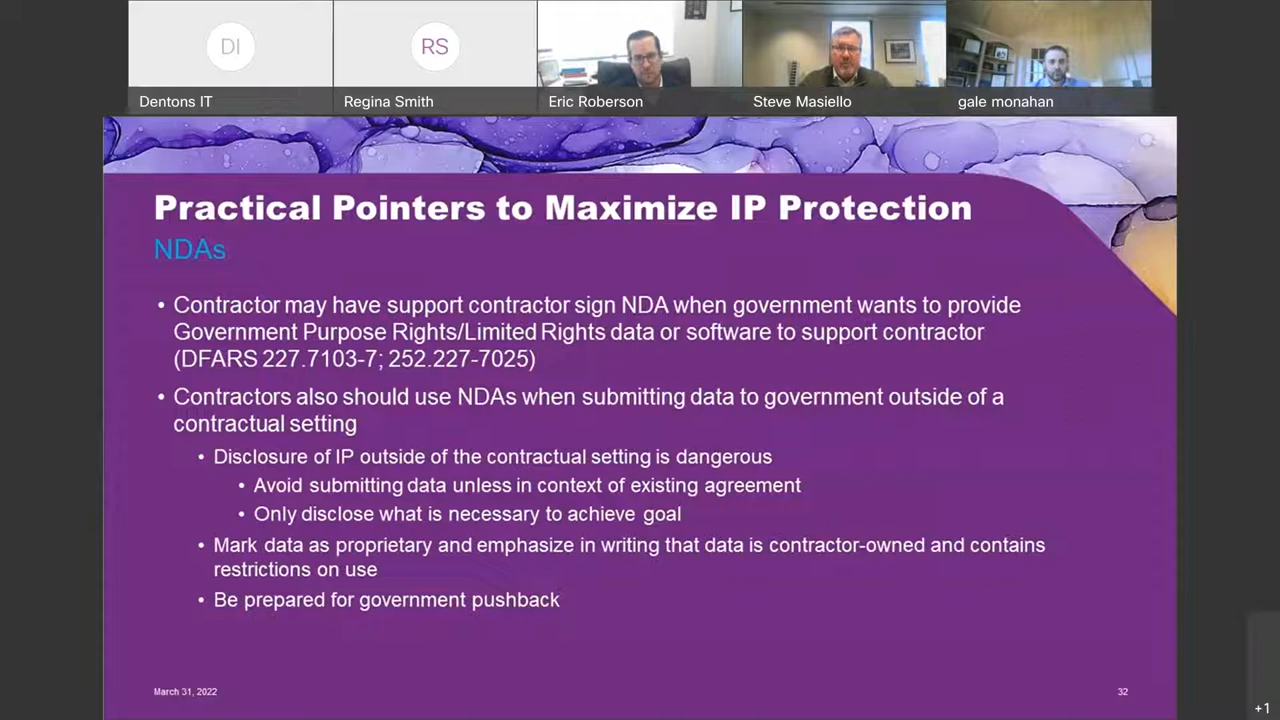 DI
RS
Dentons IT
Regina Smith
Eric Roberson
Steve Masiello
gale monahan
Practical Pointers to Maximize IP Protection
NDAs
• Contractor may have support contractor sign NDA when government wants to provide
Government Purpose Rights/Limited Rights data or software to support contractor
(DFARS 227.7103-7; 252.227-7025)
• Contractors also should use NDAs when submitting data to government outside of a
contractual setting
• Disclosure of IP outside of the contractual setting is dangerous
• Avoid submitting data unless in context of existing agreement
• Only disclose what is necessary to achieve goal
• Mark data as proprietary and emphasize in writing that data is contractor-owned and contains
restrictions on use
• Be prepared for government pushback
March 31, 2022
32
+1